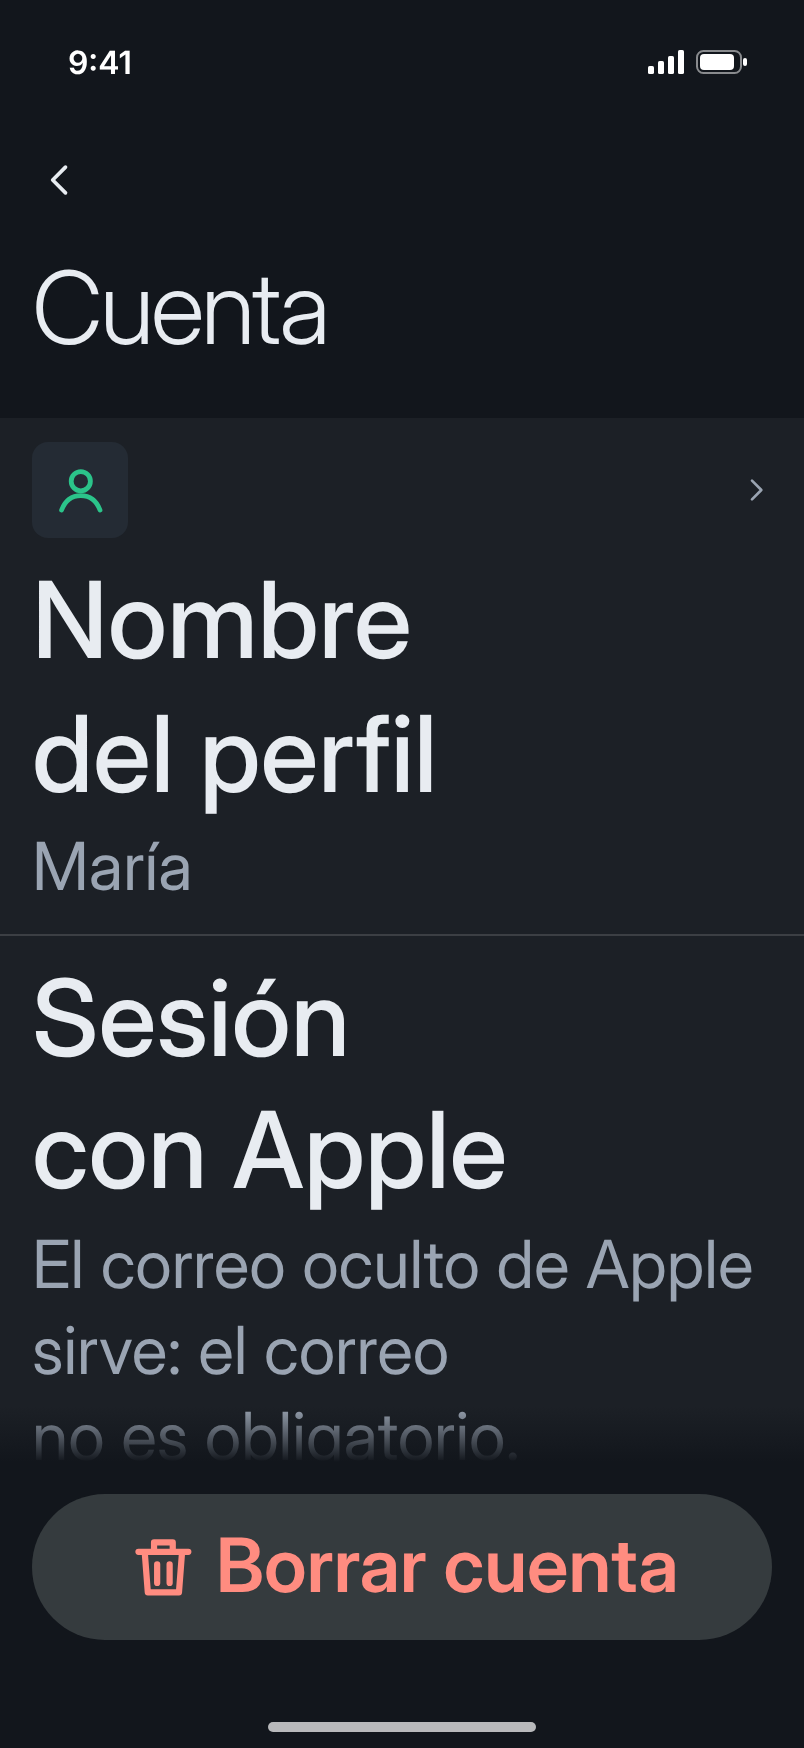 9:41
Cuenta
Nombre
del perfil
María
Sesión
con Apple
El correo oculto de Apple
sirve: el correo
no es obligatorio.
Borrar cuenta